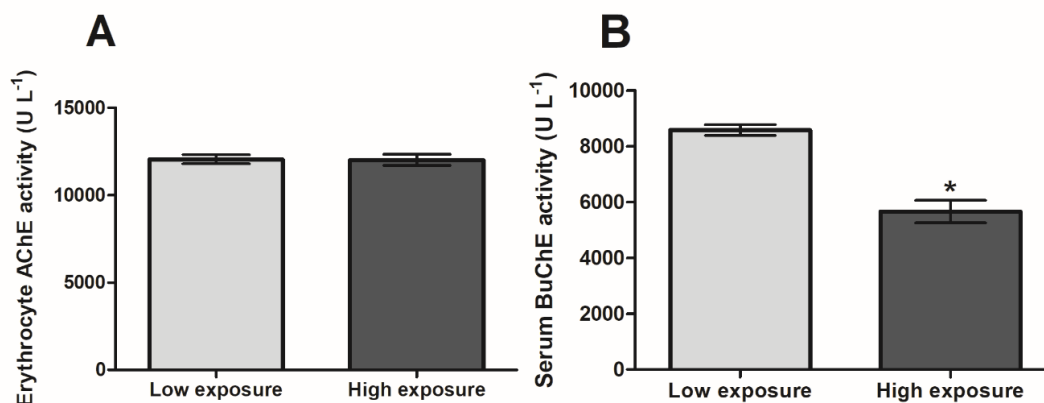 A
Erythrocyte AChE activity (U L-1)
15000
10000
5000
0
Low exposure
High exposure
B
Serum BuChE activity (U L-1)
10000
8000
6000
4000
2000
0
*
Low exposure
High exposure